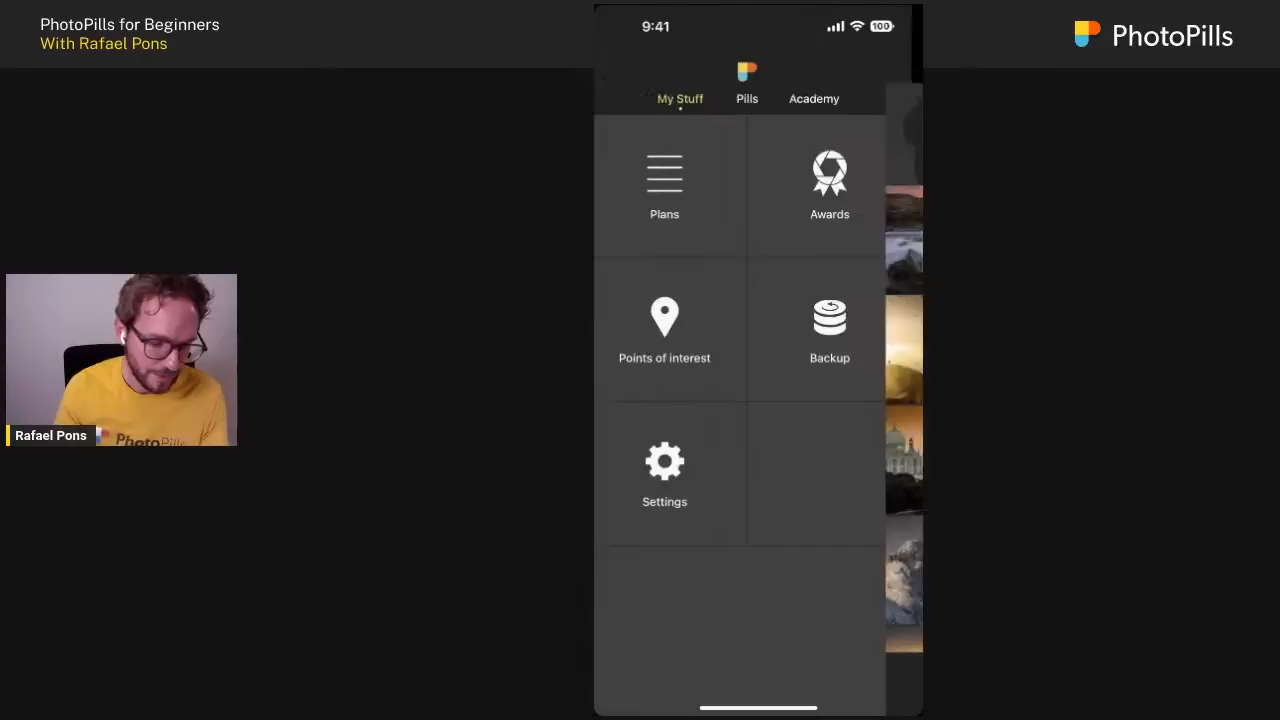 PhotoPills for Beginners
With Rafael Pons
PhotoPills
9:41
100
My Stuff
Pills
Academy
Plans
Awards
Points of interest
Backup
Settings
Rafael Pons
PhotoPills